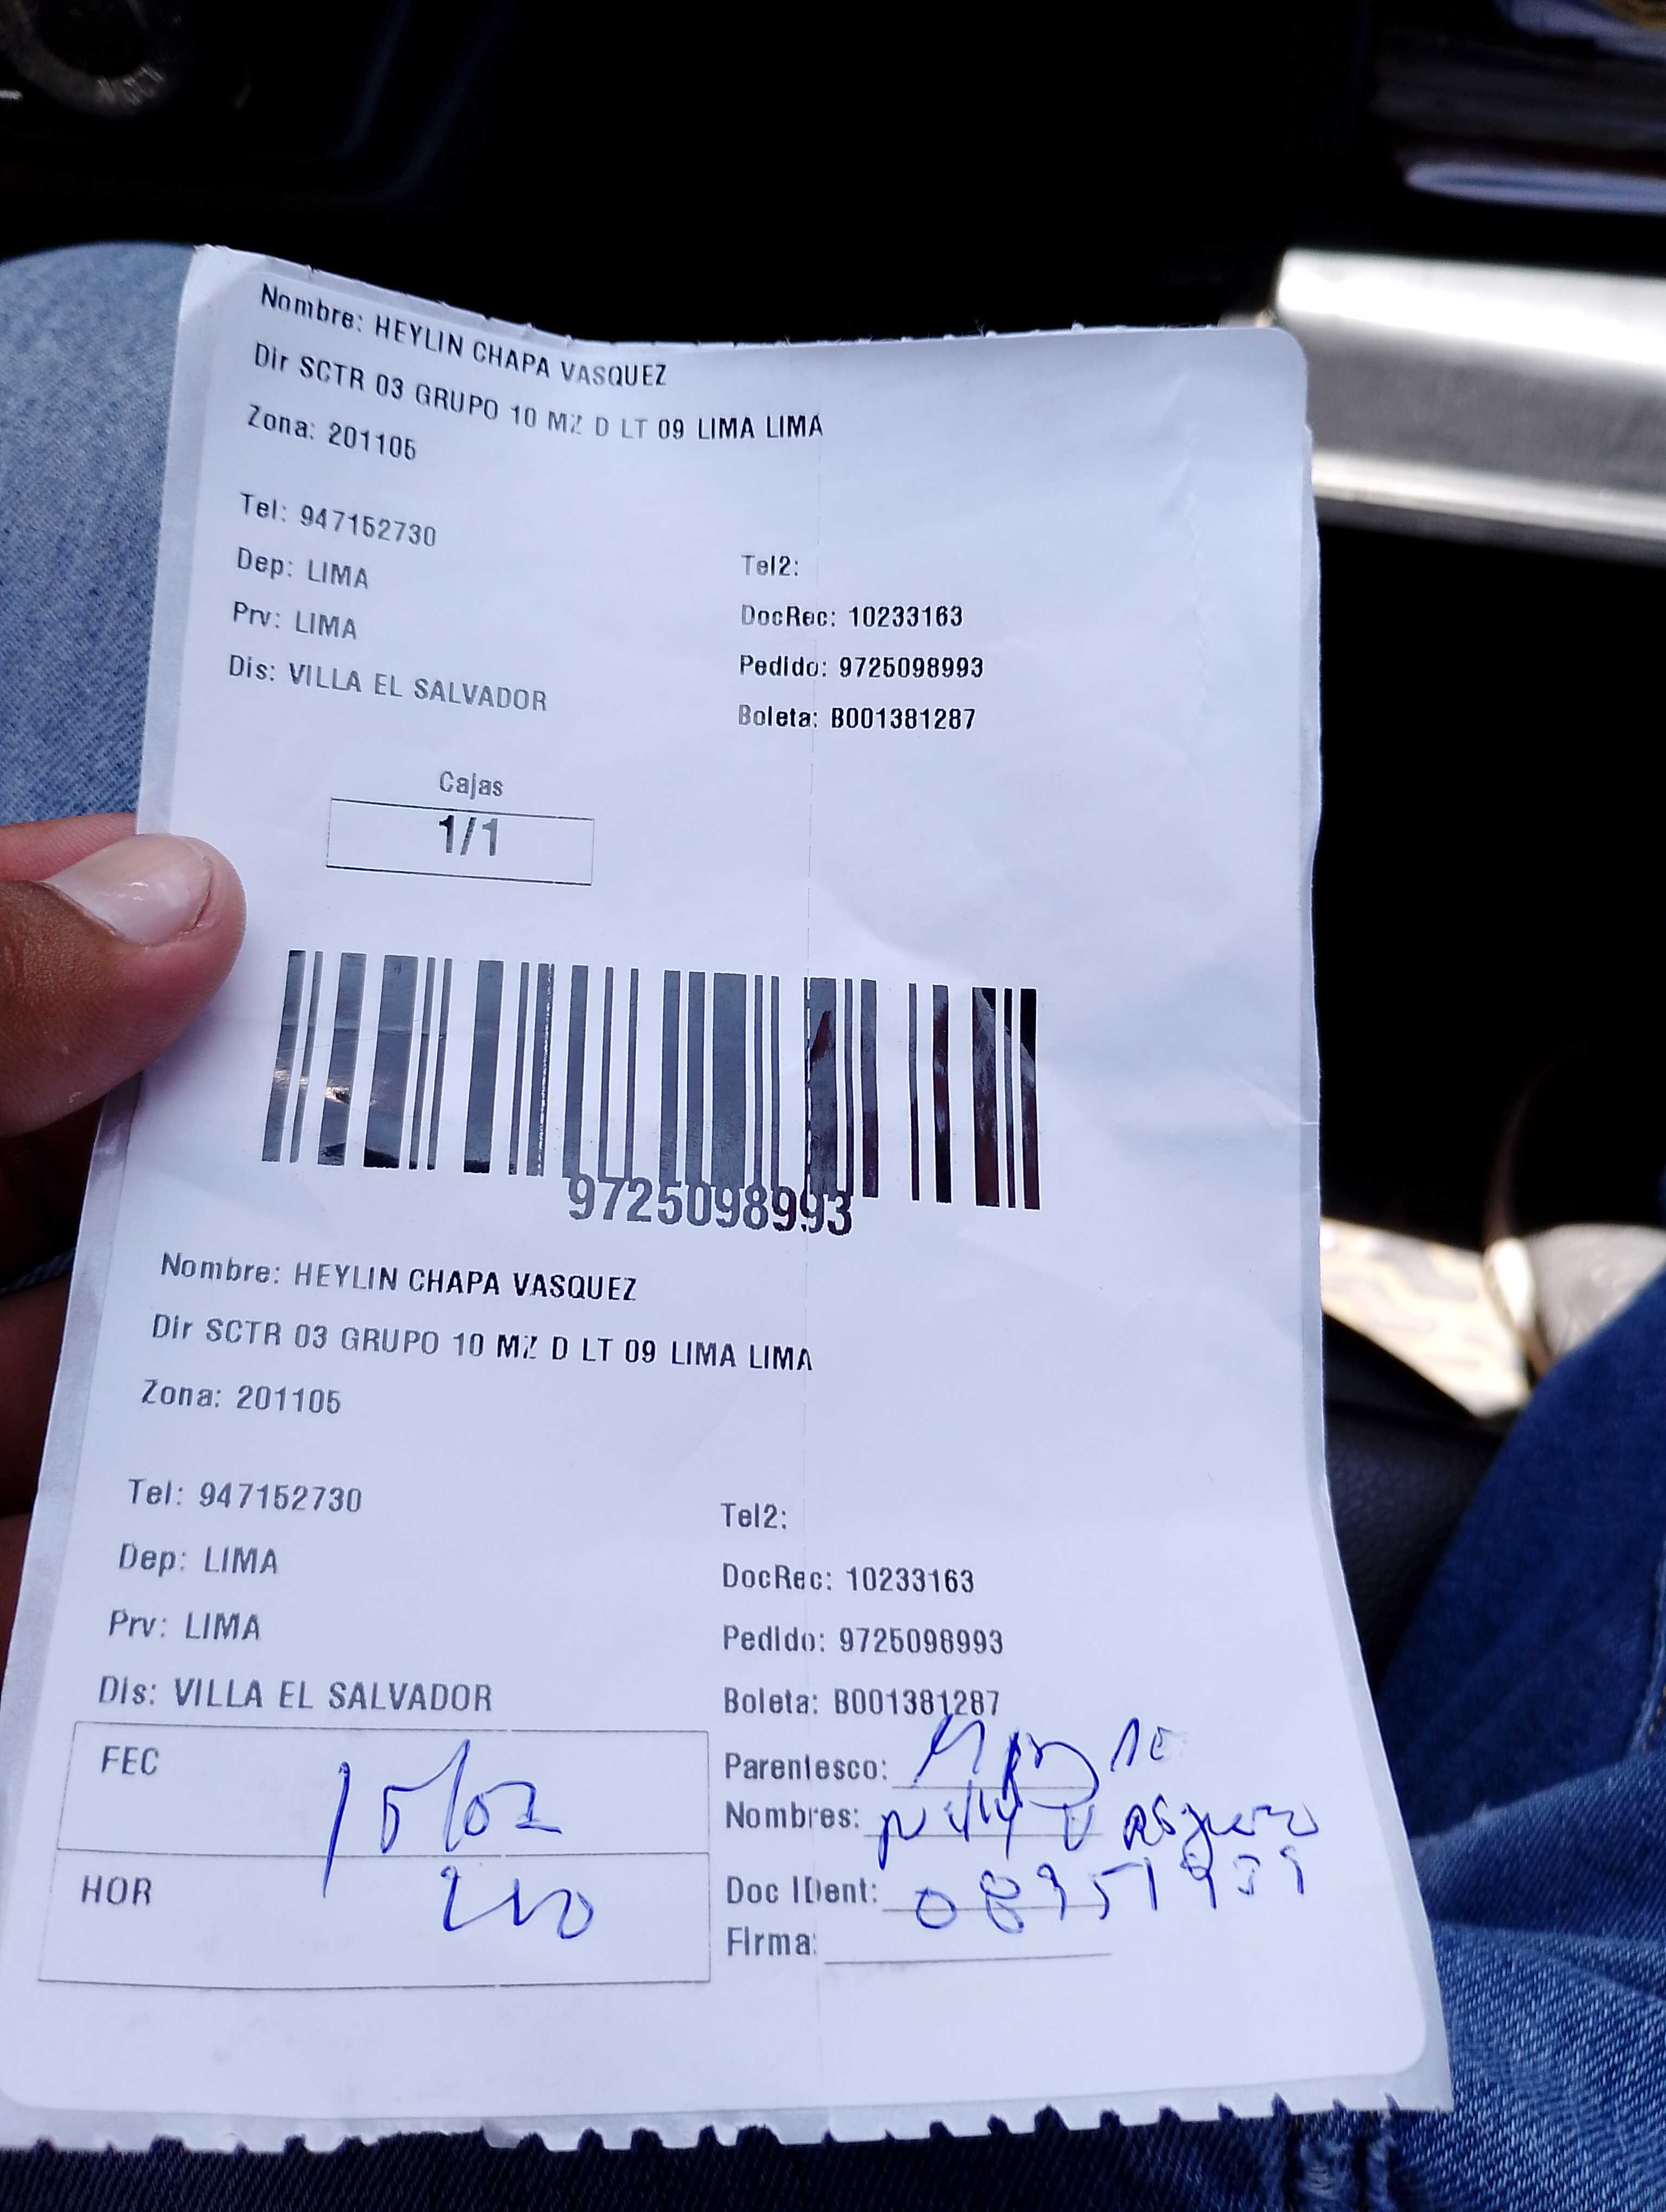 Nombre: HEYLIN CHAPA VASQUEZ
Dir SCTR 03 GRUPO 10 MZ D LT 09 LIMA LIMA
Zona: 201105
Tel: 947152730
Tel2:
Dep: LIMA
DocRec: 10233163
Prv: LIMA
Pedido: 9725098993
Dis: VILLA EL SALVADOR
Boleta: B001381287
Cajas
1/1
9725098993
Nombre: HEYLIN CHAPA VASQUEZ
Dir SCTR 03 GRUPO 10 MZ D LT 09 LIMA LIMA
Zona: 201105
Tel: 947152730
Tel2:
Dep: LIMA
DocRec: 10233163
Prv: LIMA
Pedido: 9725098993
Dis: VILLA EL SALVADOR
Boleta: B001381287
FEC 15/02
Parentesco:
Nombres: Vasquez
HOR
Doc IDent: 08951939
Firma: